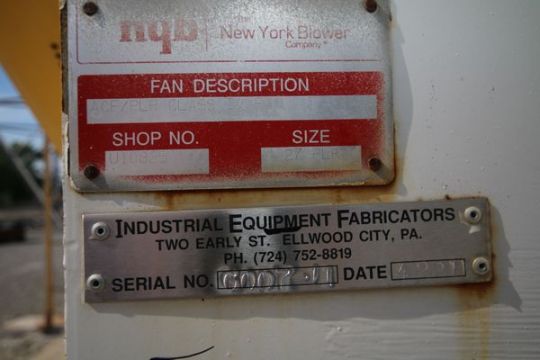 nyb The New York Blower
Company®
FAN DESCRIPTION
SHOP NO. SIZE
INDUSTRIAL EQUIPMENT FABRICATORS
TWO EARLY ST. ELLWOOD CITY, PA.
PH. (724) 752-8819
SERIAL NO. DATE